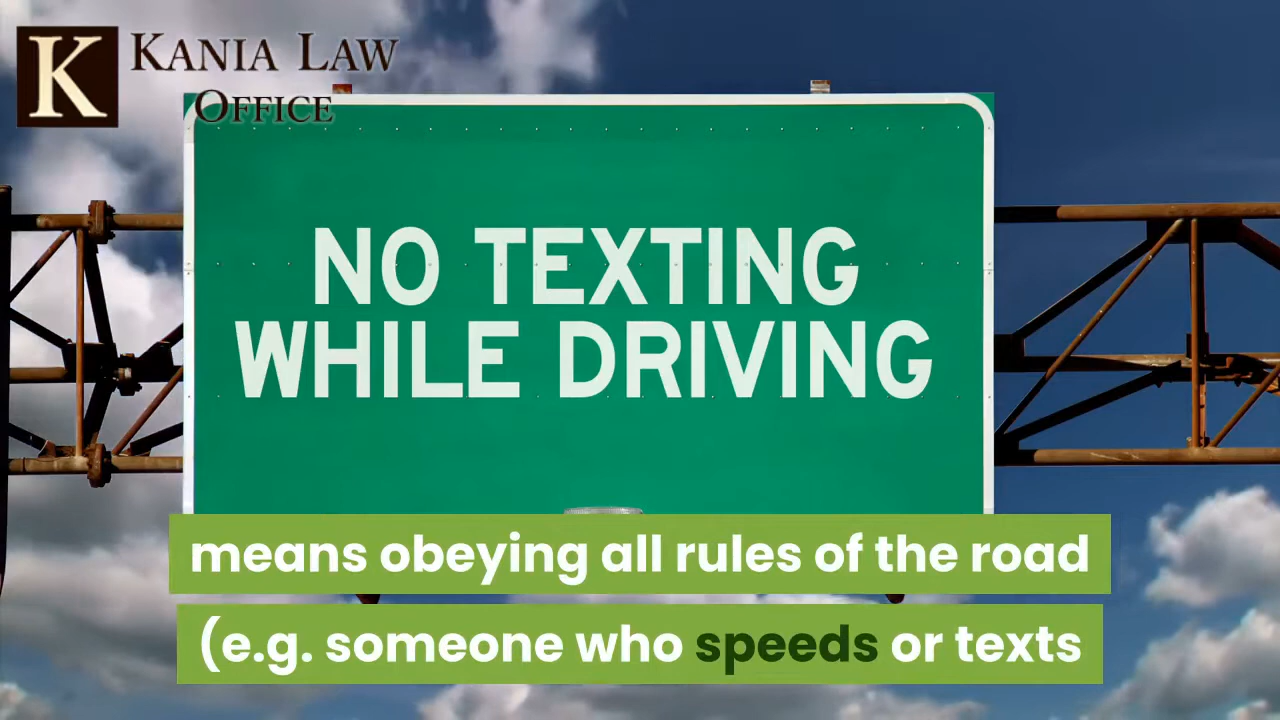 K KANIA LAW
OFFICE
NO TEXTING
WHILE DRIVING
means obeying all rules of the road
(e.g. someone who speeds or texts